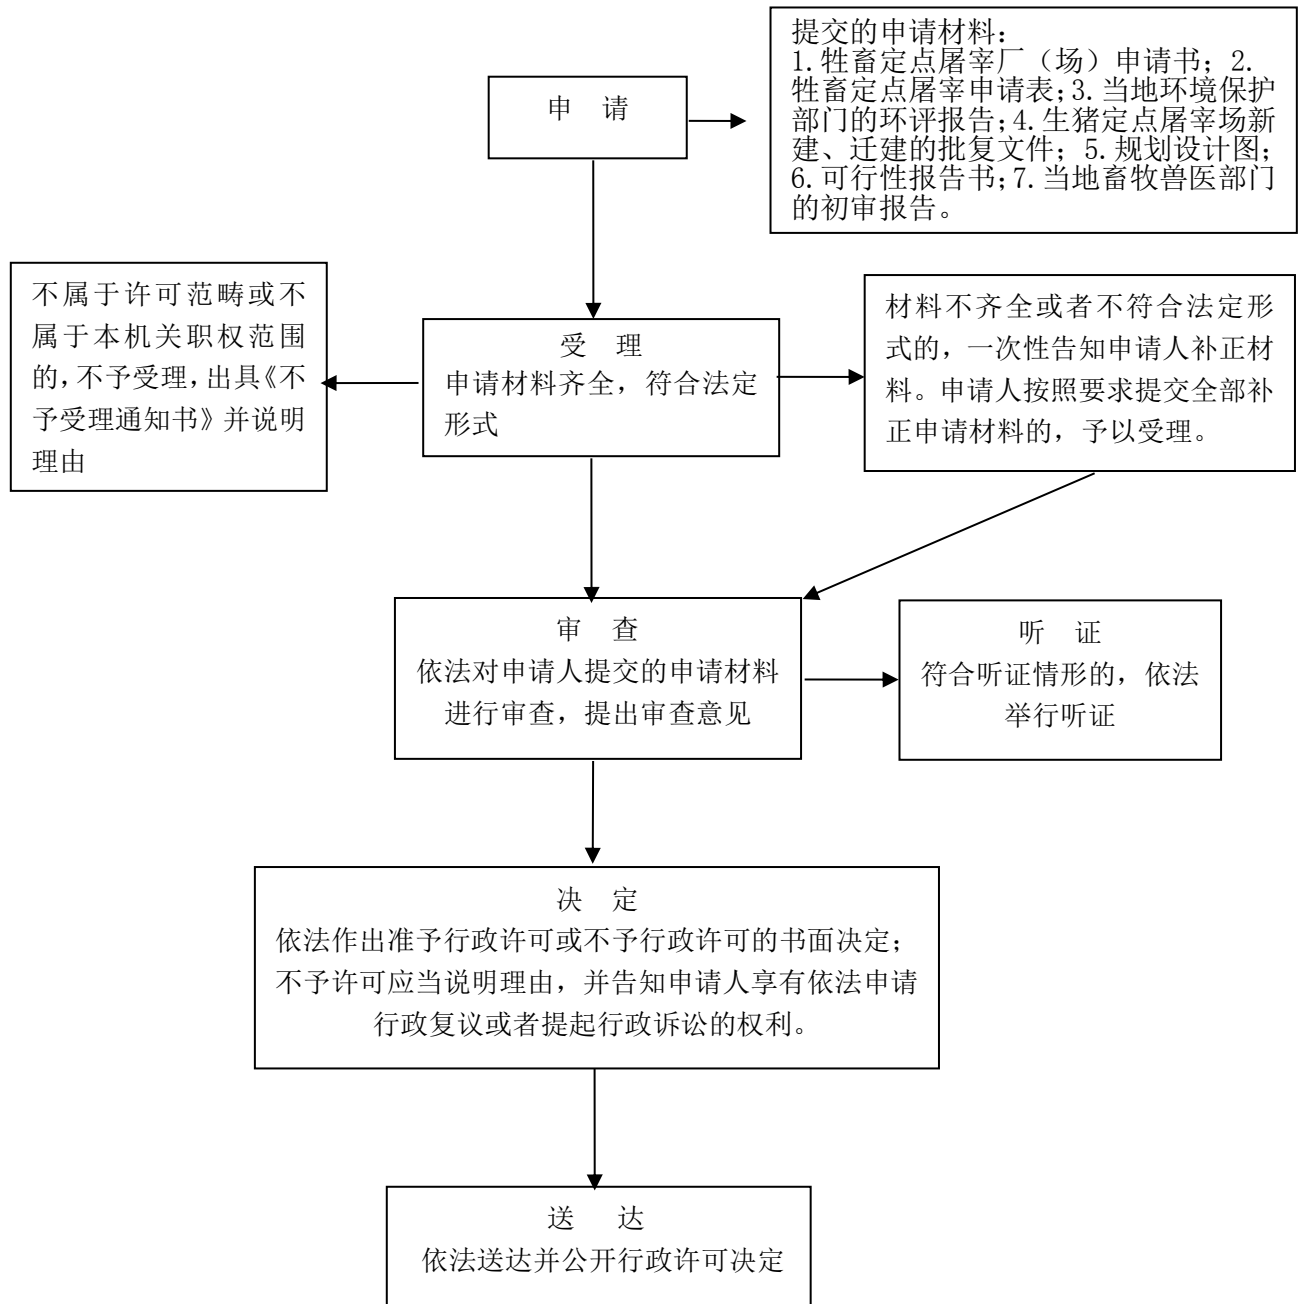 申 请
提交的申请材料：
1.牲畜定点屠宰厂（场）申请书；2.
牲畜定点屠宰申请表；3.当地环境保护
部门的环评报告；4.生猪定点屠宰场新
建、迁建的批复文件；5.规划设计图；
6.可行性报告书；7.当地畜牧兽医部门
的初审报告。
不属于许可范畴或不
属于本机关职权范围
的，不予受理，出具《不
予受理通知书》并说明
理由
受 理
申请材料齐全，符合法定
形式
材料不齐全或者不符合法定形
式的，一次性告知申请人补正材
料。申请人按照要求提交全部补
正申请材料的，予以受理。
审 查
依法对申请人提交的申请材料
进行审查，提出审查意见
听 证
符合听证情形的，依法
举行听证
决 定
依法作出准予行政许可或不予行政许可的书面决定；
不予许可应当说明理由，并告知申请人享有依法申请
行政复议或者提起行政诉讼的权利。
送 达
依法送达并公开行政许可决定